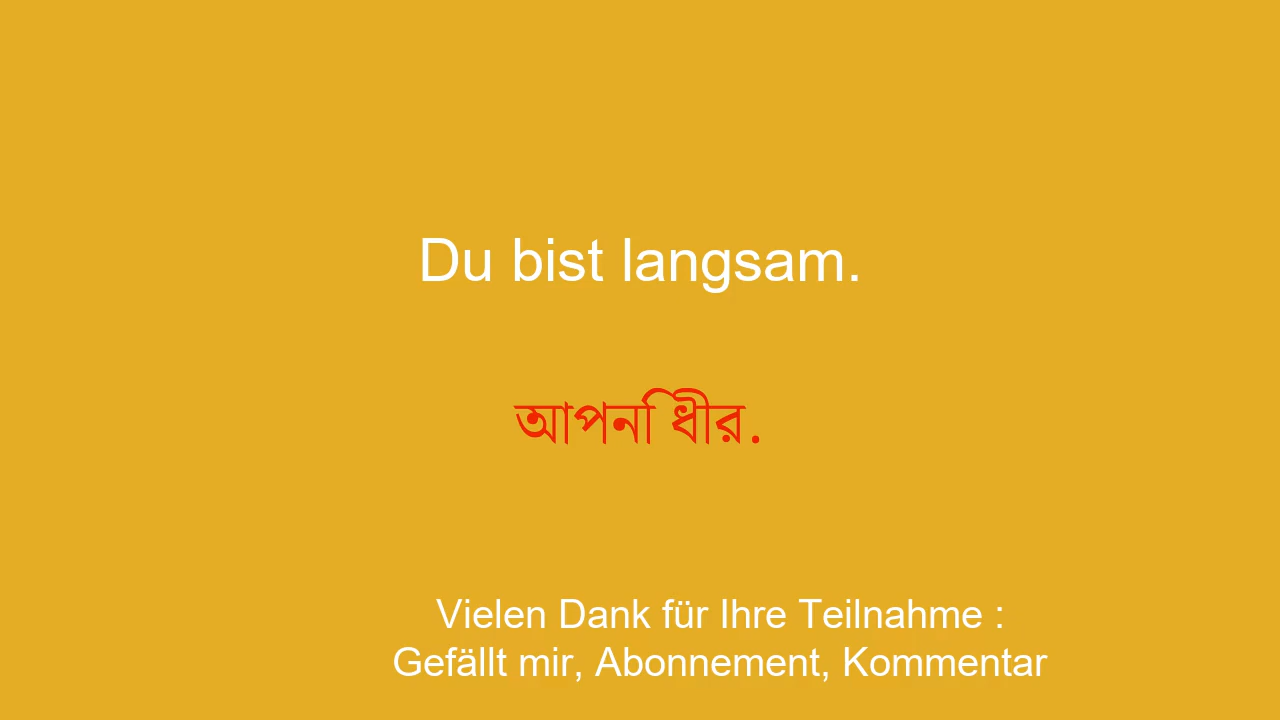 Du bist langsam.
আপনি ধীর.
Vielen Dank für Ihre Teilnahme :
Gefällt mir, Abonnement, Kommentar